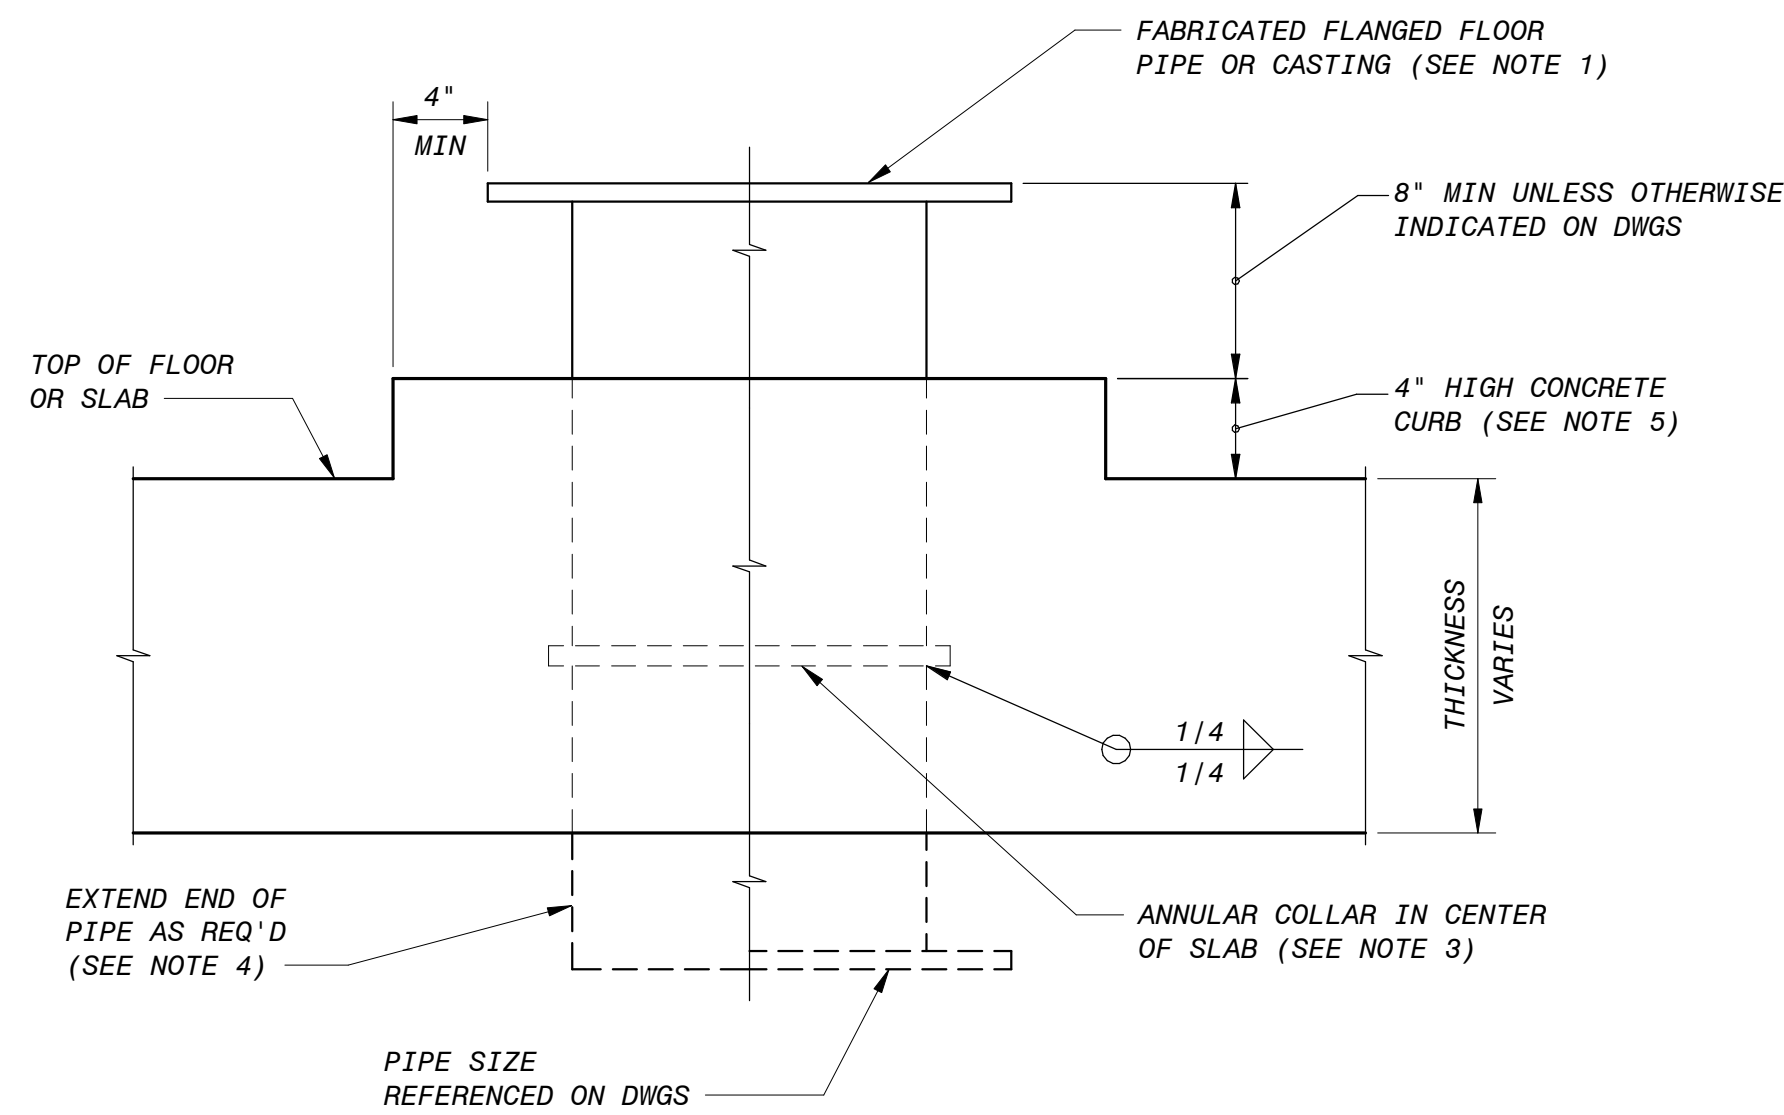 FABRICATED FLANGED FLOOR
PIPE OR CASTING (SEE NOTE 1)
4"
MIN
8" MIN UNLESS OTHERWISE
INDICATED ON DWGS
TOP OF FLOOR
OR SLAB
4" HIGH CONCRETE
CURB (SEE NOTE 5)
THICKNESS
VARIES
1/4
1/4
EXTEND END OF
PIPE AS REQ'D
(SEE NOTE 4)
ANNULAR COLLAR IN CENTER
OF SLAB (SEE NOTE 3)
PIPE SIZE
REFERENCED ON DWGS